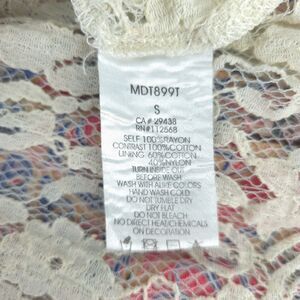 MDT899T
S
CA# 29438
RN#112568
SELF 100%RAYON
CONTRAST 100%COTTON
LINING 60%COTTON
40%NYLON
TURN INSIDE OUT
BEFORE WASH
WASH WITH ALIKE COLORS
HAND WASH COLD
DO NOT TUMBLE DRY
DRY FLAT
DO NOT BLEACH
NO DIRECT HEAT/CHEMICALS
ON DECORATION